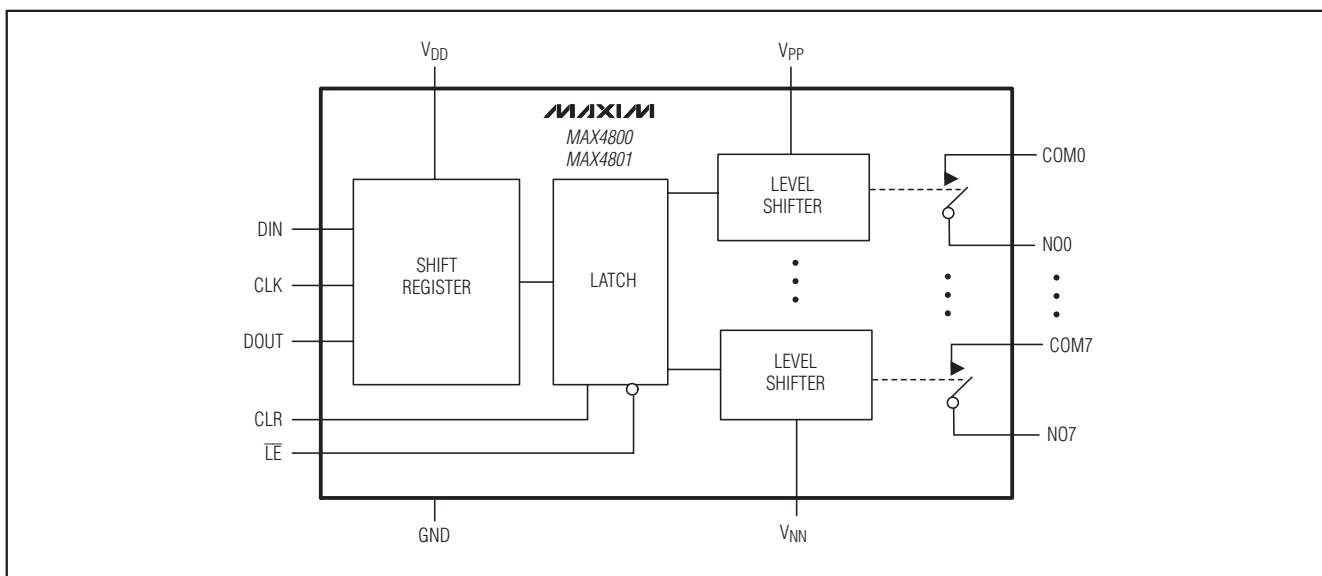 VDD
VPP
MAXIM
MAX4800
MAX4801
COM0
LEVEL
SHIFTER
DIN
NO0
SHIFT
REGISTER
LATCH
CLK
DOUT
COM7
LEVEL
SHIFTER
CLR
NO7
LE
GND
VNN